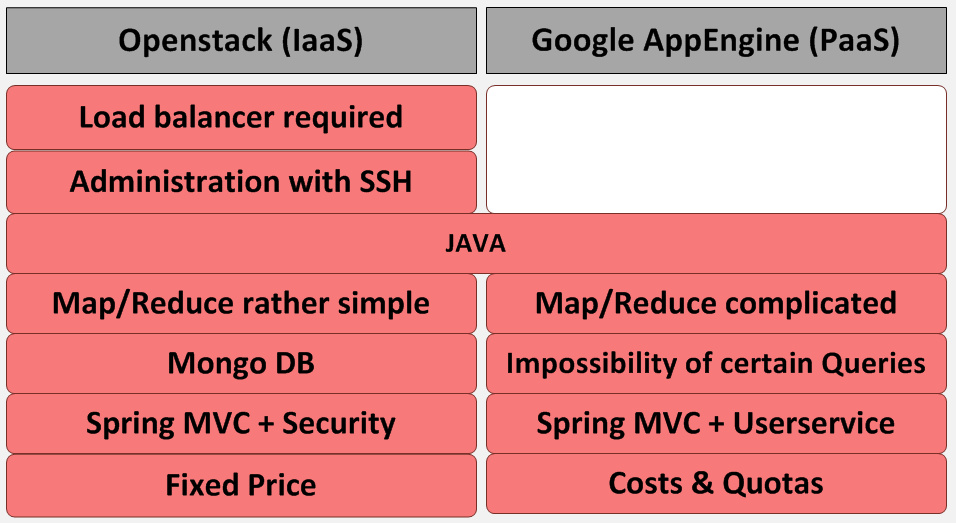 Openstack (IaaS)
Google AppEngine (PaaS)
Load balancer required
Administration with SSH
JAVA
Map/Reduce rather simple
Map/Reduce complicated
Mongo DB
Impossibility of certain Queries
Spring MVC + Security
Spring MVC + Userservice
Fixed Price
Costs & Quotas